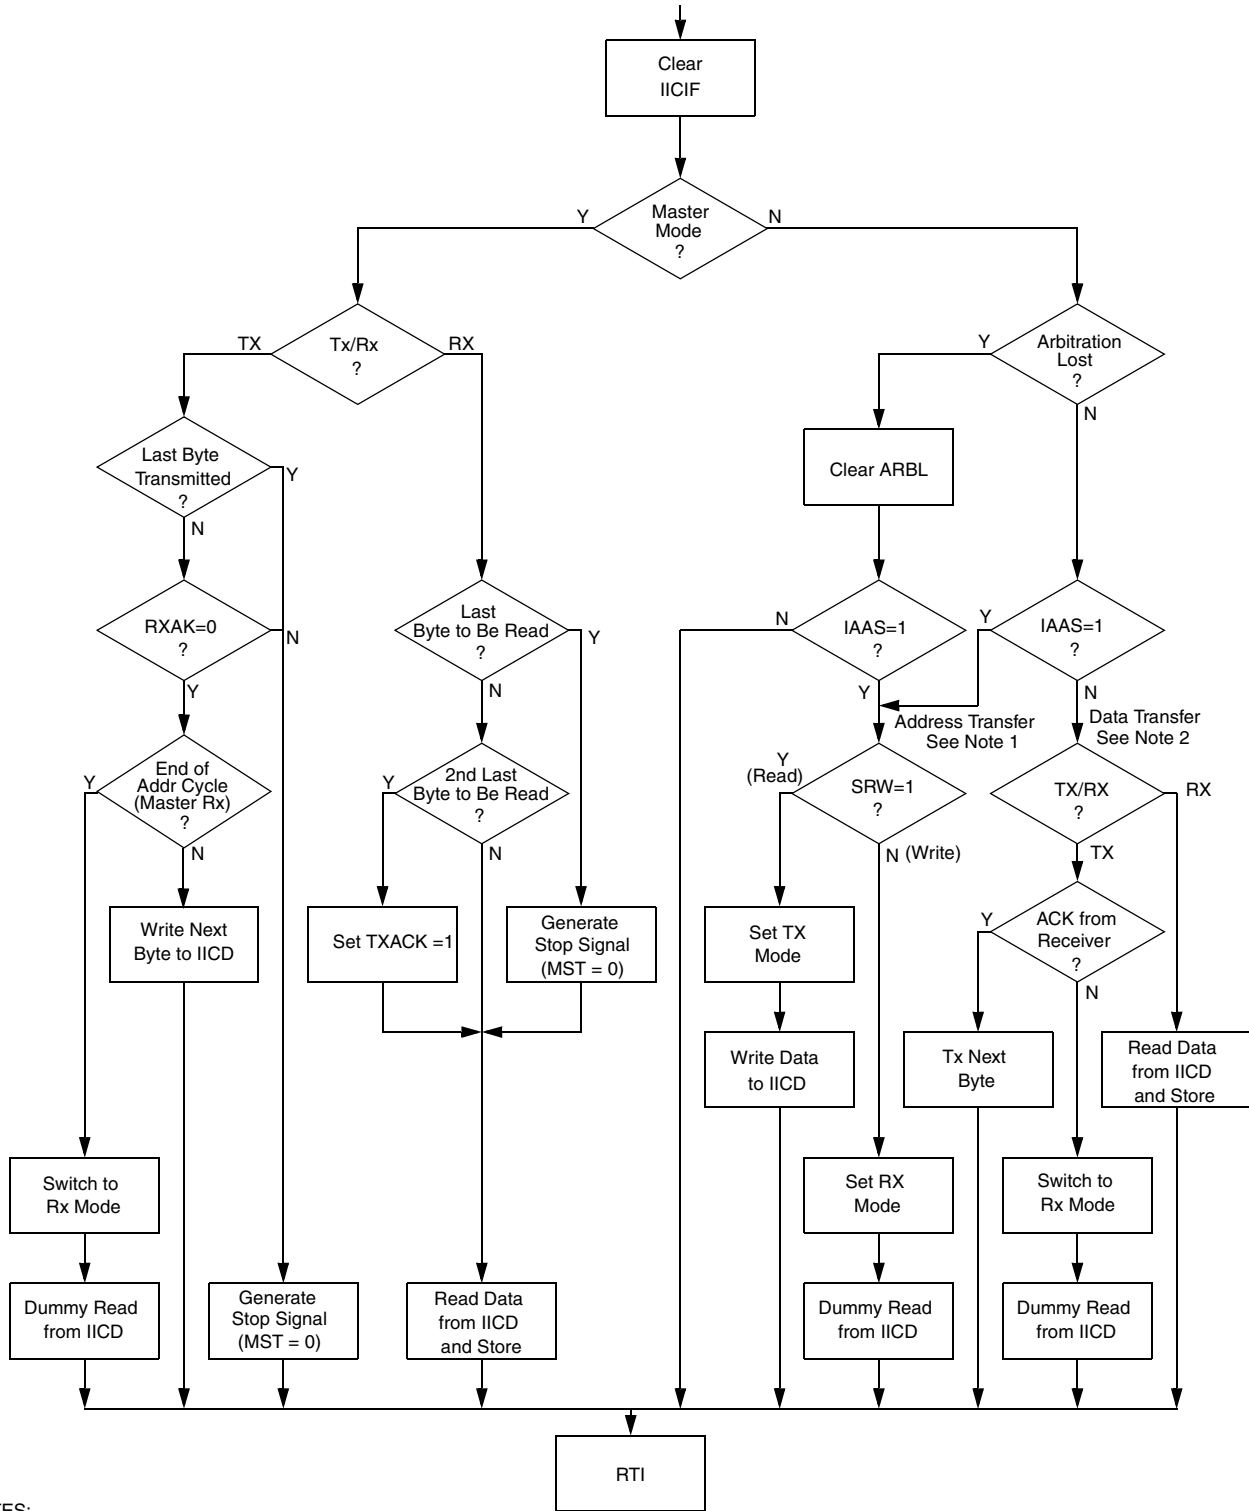 Clear
IICIF
Master
Mode
?
Y
N
Tx/Rx
?
TX
RX
Arbitration
Lost
?
Y
N
Last Byte
Transmitted
?
Y
N
Clear ARBL
RXAK=0
?
N
Y
Last
Byte to Be Read
?
Y
N
IAAS=1
?
N
Y
IAAS=1
?
Y
N
Address Transfer
See Note 1
Data Transfer
See Note 2
End of
Addr Cycle
(Master Rx)
?
Y
N
2nd Last
Byte to Be Read
?
Y
N
SRW=1
?
Y
(Read)
N (Write)
TX/RX
?
RX
TX
Write Next
Byte to IICD
Set TXACK =1
Generate
Stop Signal
(MST = 0)
Set TX
Mode
ACK from
Receiver
?
Y
N
Write Data
to IICD
Tx Next
Byte
Read Data
from IICD
and Store
Switch to
Rx Mode
Set RX
Mode
Switch to
Rx Mode
Dummy Read
from IICD
Generate
Stop Signal
(MST = 0)
Read Data
from IICD
and Store
Dummy Read
from IICD
Dummy Read
from IICD
RTI